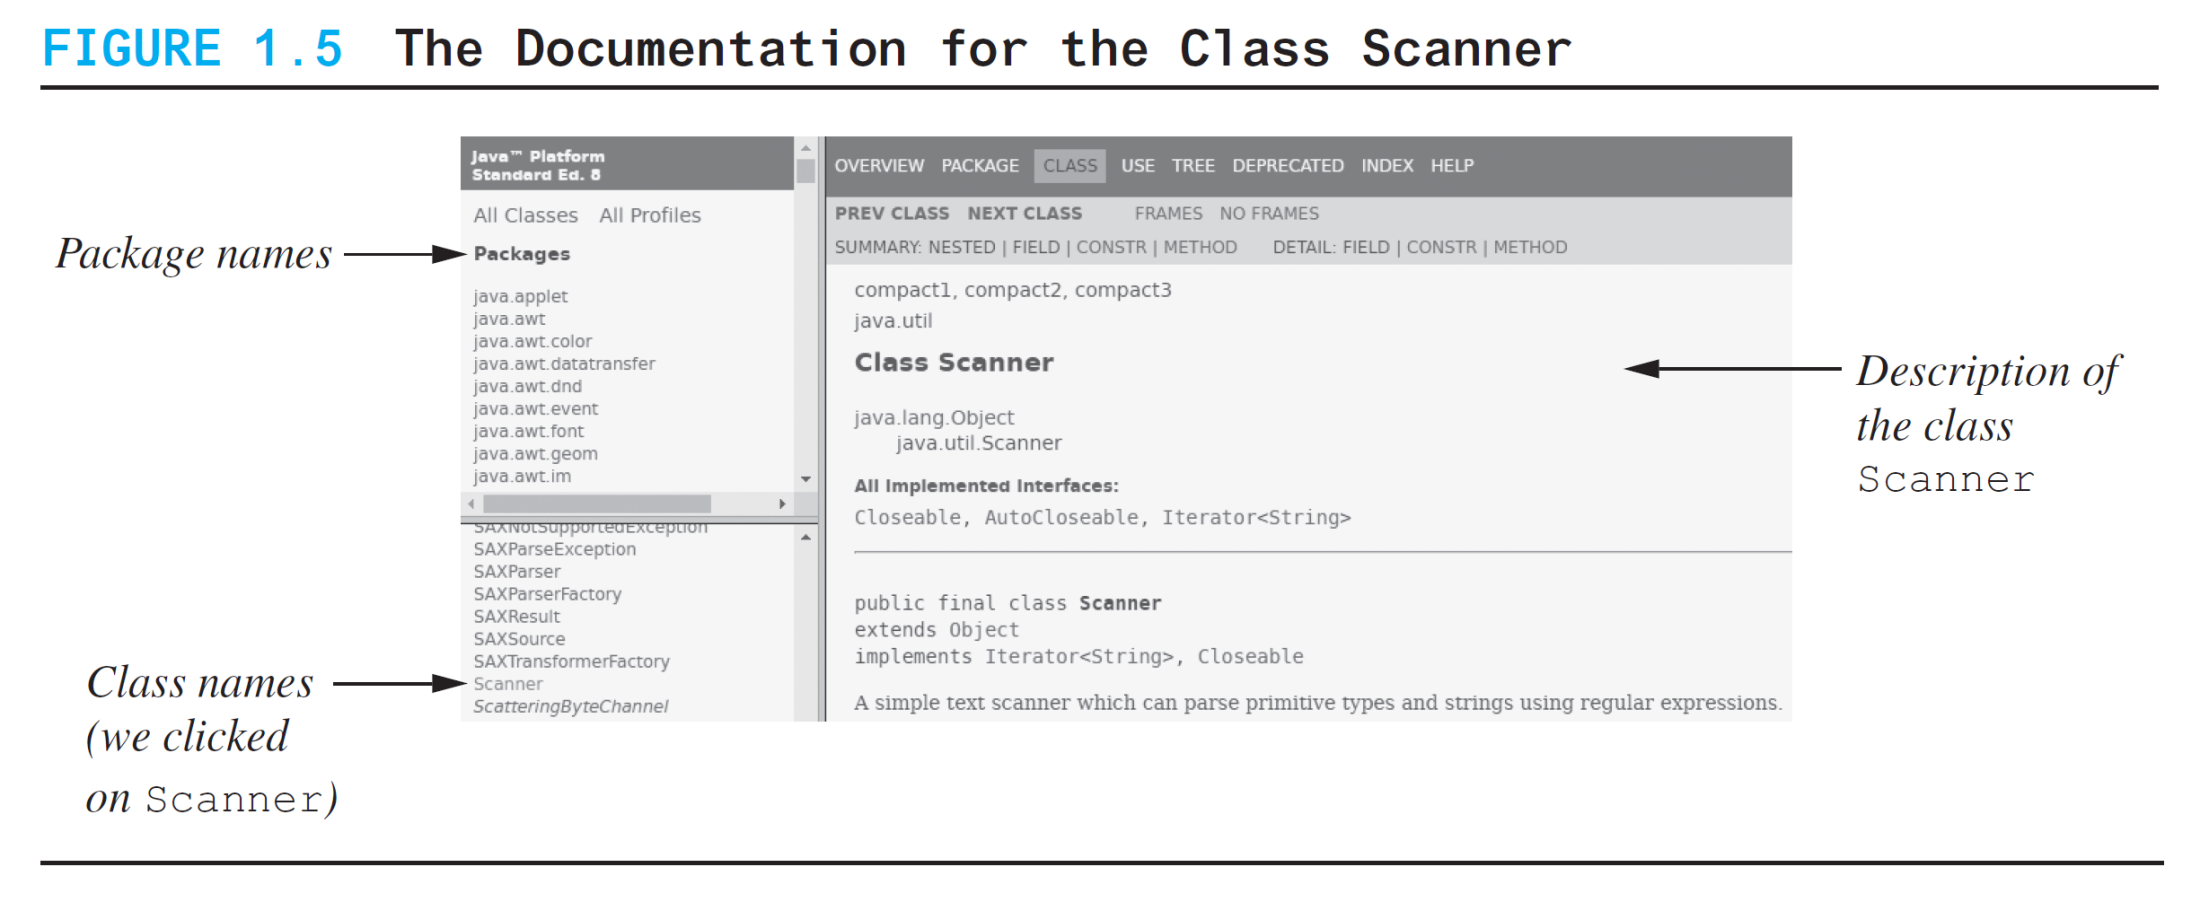 FIGURE 1.5 The Documentation for the Class Scanner
Java™ Platform
Standard Ed. 8
All Classes All Profiles
Package names
Packages
java.applet
java.awt
java.awt.color
java.awt.datatransfer
java.awt.dnd
java.awt.event
java.awt.font
java.awt.geom
java.awt.im
SAXNotSupportedException
SAXParseException
SAXParser
SAXParserFactory
SAXResult
SAXSource
SAXTransformerFactory
Scanner
ScatteringByteChannel
Class names
(we clicked
on Scanner)
OVERVIEW PACKAGE CLASS USE TREE DEPRECATED INDEX HELP
PREV CLASS NEXT CLASS FRAMES NO FRAMES
SUMMARY: NESTED | FIELD | CONSTR | METHOD DETAIL: FIELD | CONSTR | METHOD
compact1, compact2, compact3
java.util
Class Scanner
java.lang.Object
java.util.Scanner
All Implemented Interfaces:
Closeable, AutoCloseable, Iterator<String>
public final class Scanner
extends Object
implements Iterator<String>, Closeable
A simple text scanner which can parse primitive types and strings using regular expressions.
Description of
the class
Scanner